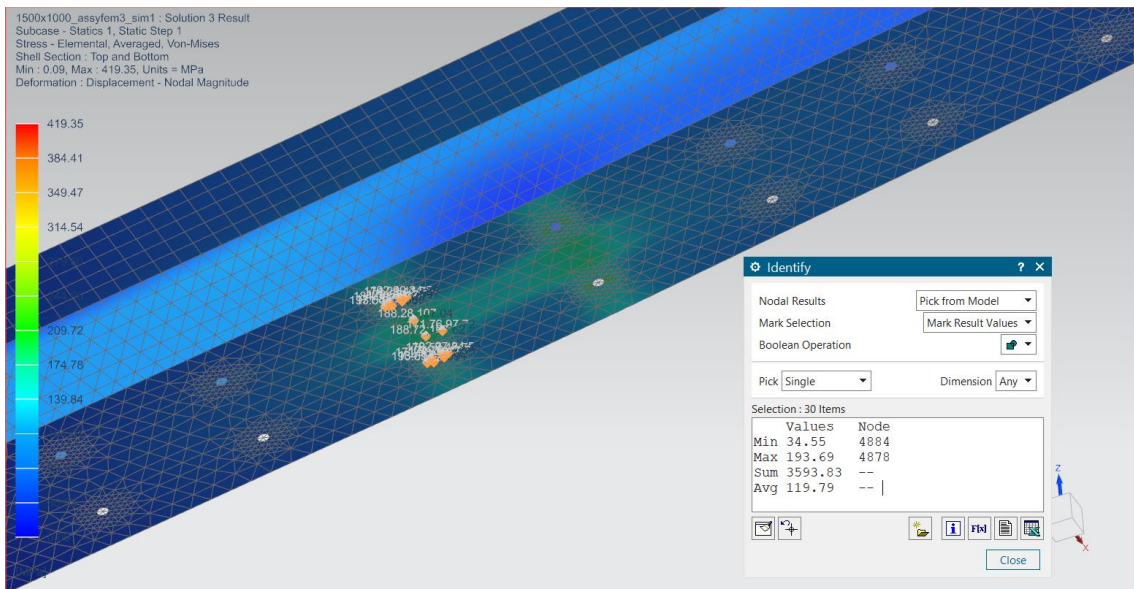 1500x1000_assyfem3_sim1 : Solution 3 Result
Subcase - Statics 1, Static Step 1
Stress - Elemental, Averaged, Von-Mises
Shell Section : Top and Bottom
Min : 0.09, Max : 419.35, Units = MPa
Deformation : Displacement - Nodal Magnitude
419.35
384.41
349.47
314.54
209.72
174.78
139.84
188.28
188.72
Identify
? ×
Nodal Results Pick from Model
Mark Selection Mark Result Values
Boolean Operation
Pick Single Dimension Any
Selection : 30 Items
Values Node
Min 34.55 4884
Max 193.69 4878
Sum 3593.83 --
Avg 119.79 --
i F(x)
Close
Z
X